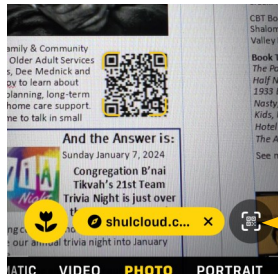 amily & Community
Older Adult Services
s, Dee Mednick and
py to learn about
planning, long-term
home care support.
me to talk in small
CBT Bo
Shalom
Valley
Book T
The Po
Half N
1933 B
Nasty,
Kids, I
Hotel
The A
See m
And the Answer is:
Sunday January 7, 2024
Congregation B'nai
Tikvah's 21st Team
Trivia Night is just over
shulcloud.c...
our annual trivia night into January
MATIC VIDEO PHOTO PORTRAIT